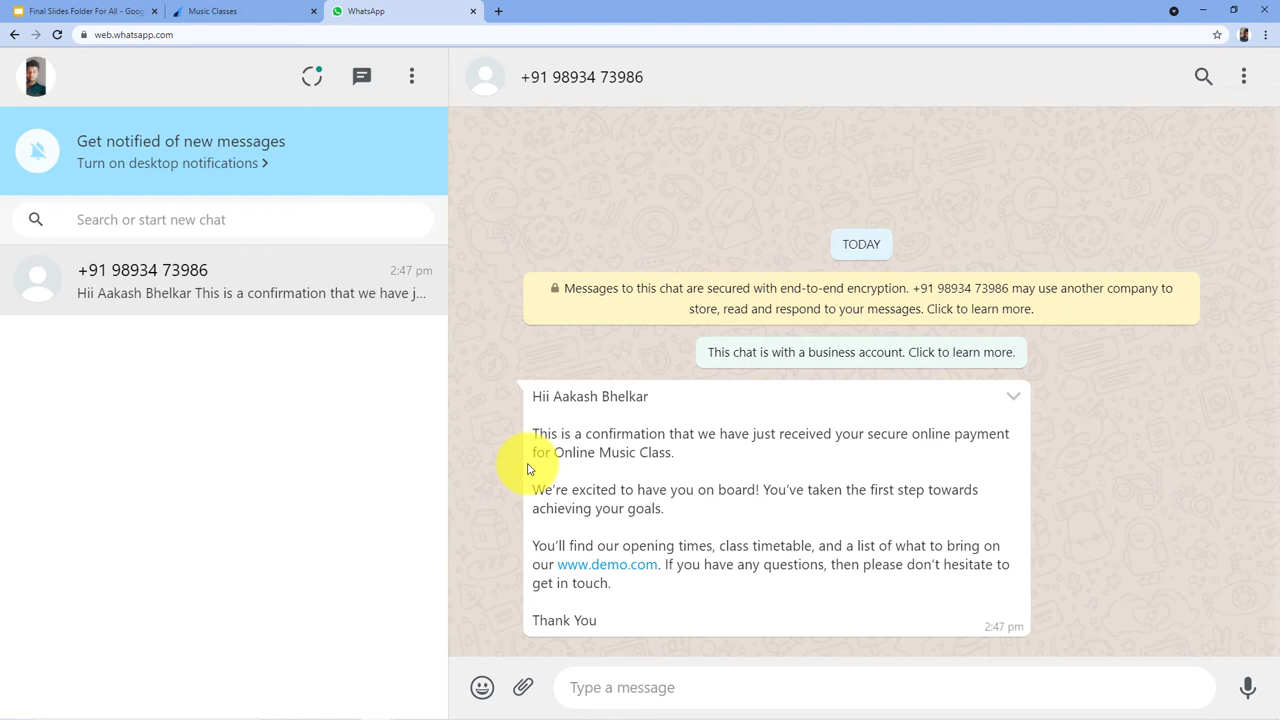 Final Slides Folder For All - Goog
Music Classes
WhatsApp
web.whatsapp.com
+91 98934 73986
Get notified of new messages
Turn on desktop notifications >
Search or start new chat
+91 98934 73986
2:47 pm
Hii Aakash Bhelkar This is a confirmation that we have j...
TODAY
Messages to this chat are secured with end-to-end encryption. +91 98934 73986 may use another company to
store, read and respond to your messages. Click to learn more.
This chat is with a business account. Click to learn more.
Hii Aakash Bhelkar
This is a confirmation that we have just received your secure online payment
for Online Music Class.
We're excited to have you on board! You've taken the first step towards
achieving your goals.
You'll find our opening times, class timetable, and a list of what to bring on
our www.demo.com. If you have any questions, then please don't hesitate to
get in touch.
Thank You
2:47 pm
Type a message